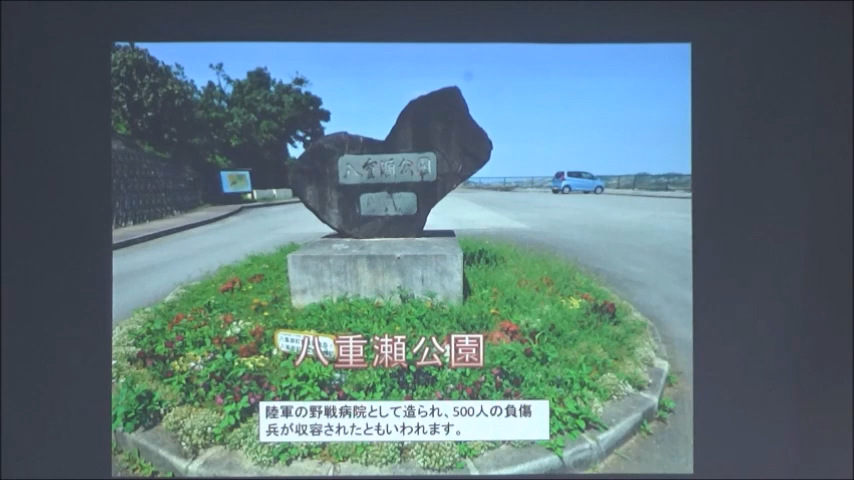 八重瀬公園
八重瀬公園
陸軍の野戦病院として造られ、500人の負傷
兵が収容されたともいわれます。